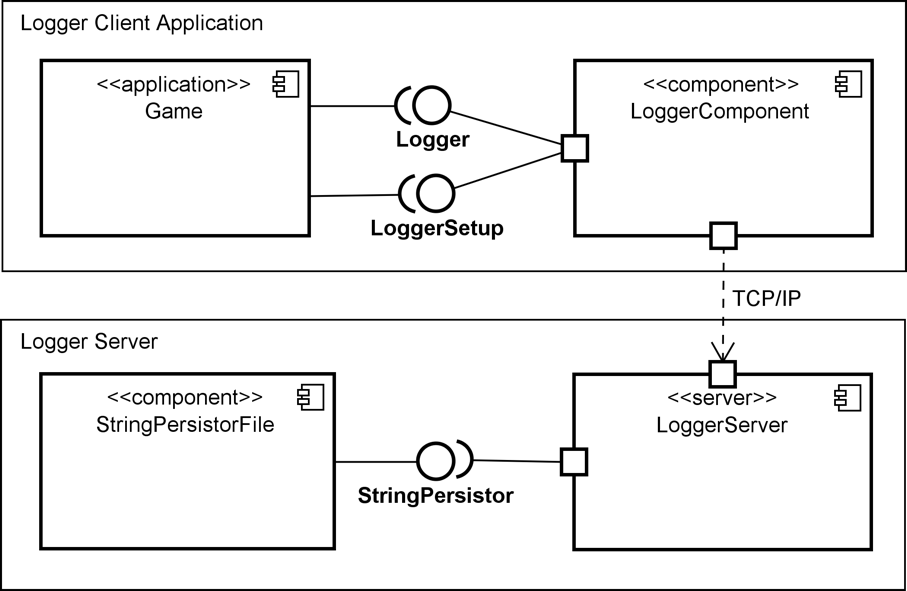 Logger Client Application
<<application>>
Game
Logger
LoggerSetup
<<component>>
LoggerComponent
TCP/IP
Logger Server
<<component>>
StringPersistorFile
StringPersistor
<<server>>
LoggerServer